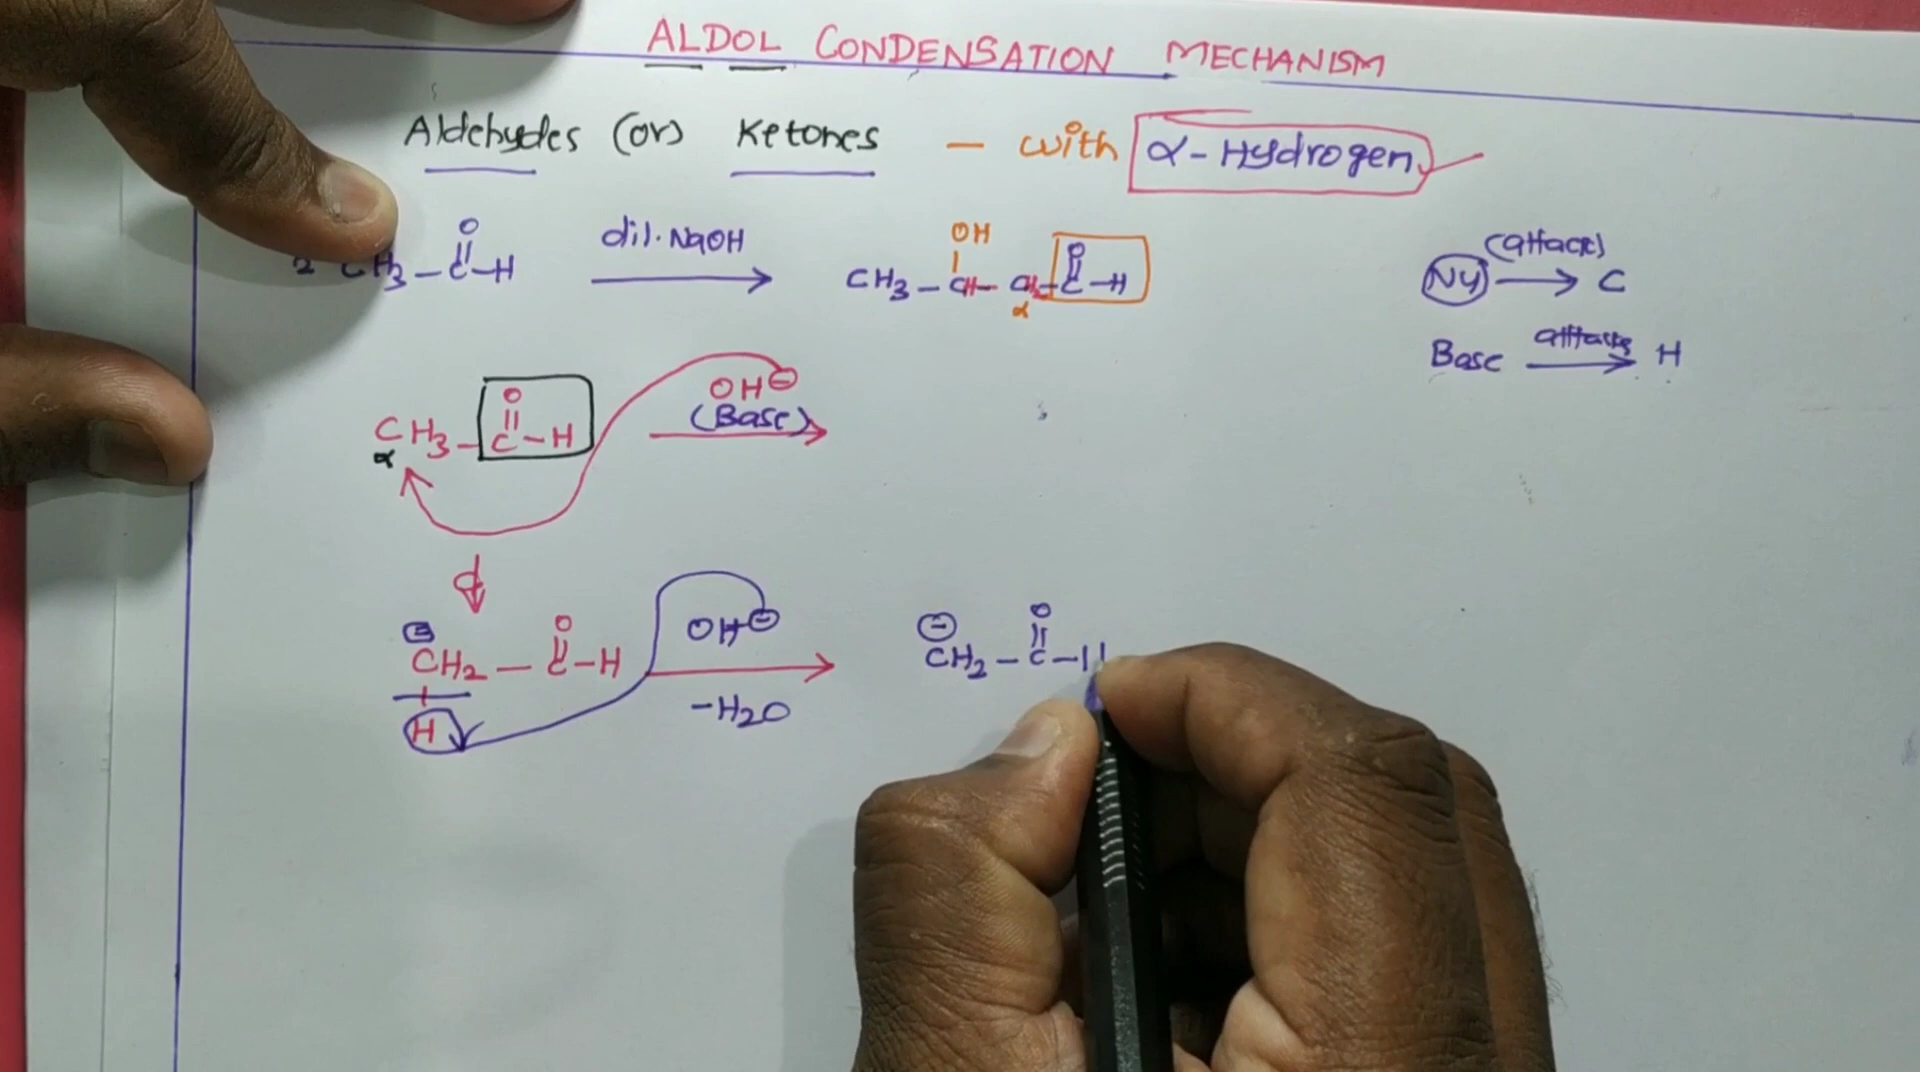 ALDOL CONDENSATION MECHANISM
Aldehydes (or) Ketones – with α-Hydrogen
2 CH3–C–H
O
dil. NaOH
CH3–CH–CH2–C–H
OH
O
α
Nu (attack) C
Base attacks H
CH3–C–H
O
α
OH⊖
(Base)
⊖
CH2–C–H
O
H
OH⊖
–H2O
⊖
CH2–C–H
O